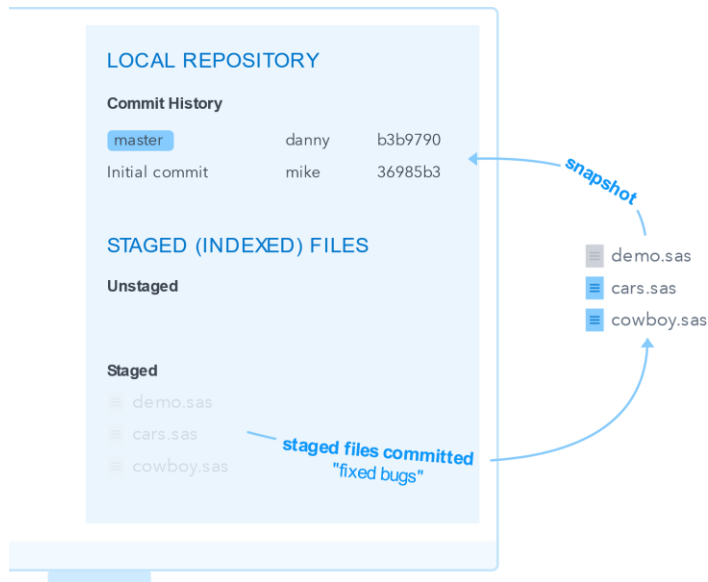 LOCAL REPOSITORY
Commit History
master danny b3b9790
Initial commit mike 36985b3
snapshot
STAGED (INDEXED) FILES
demo.sas
Unstaged
cars.sas
cowboy.sas
Staged
demo.sas
cars.sas
cowboy.sas
staged files committed
"fixed bugs"